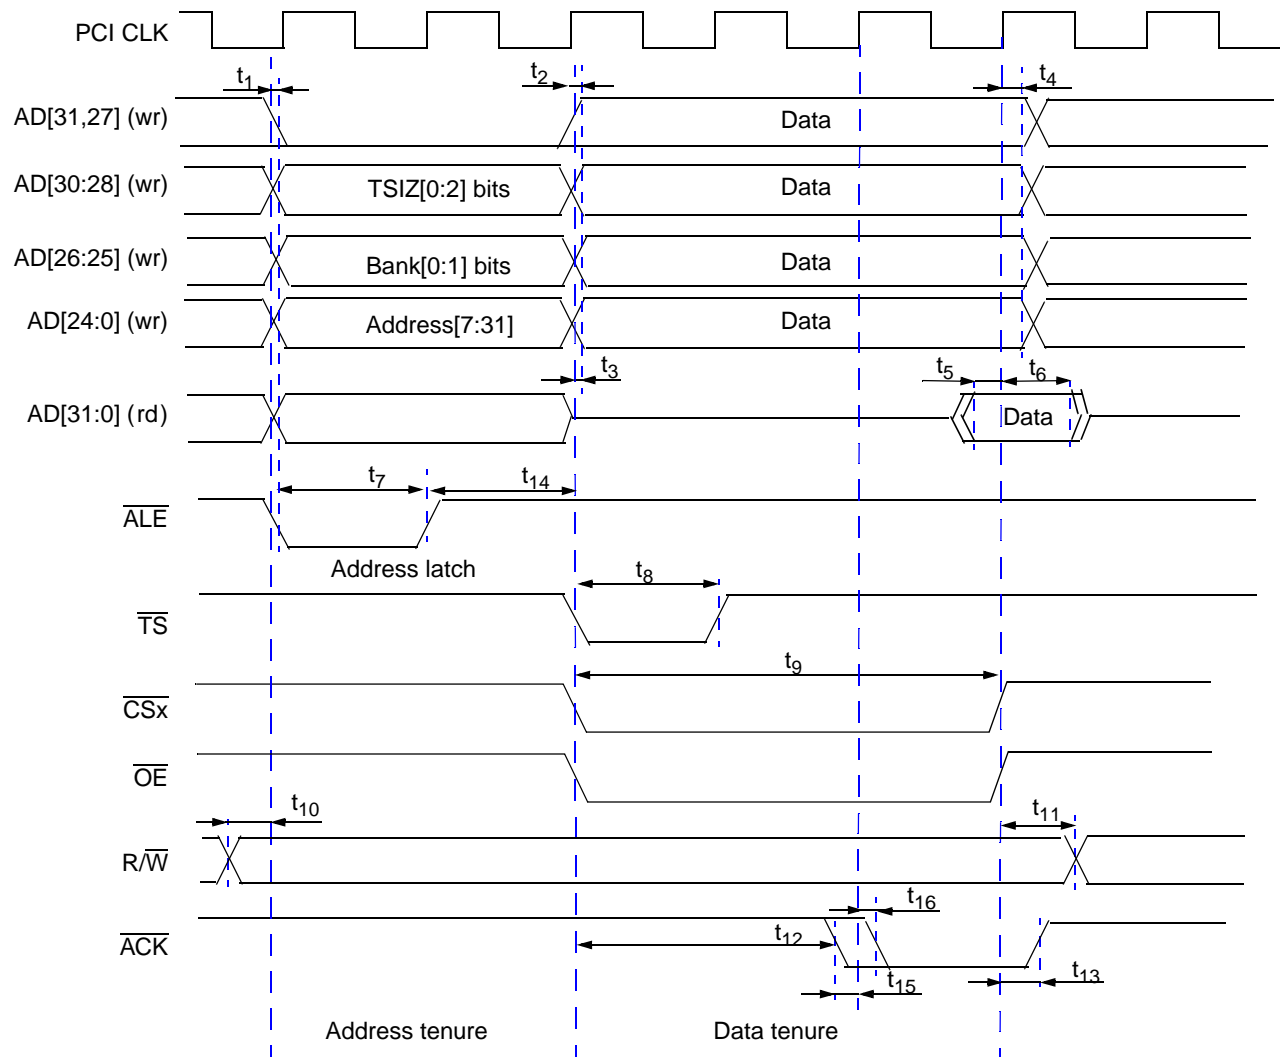 PCI CLK
t1
t2
t4
AD[31,27] (wr)
Data
AD[30:28] (wr)
TSIZ[0:2] bits
Data
AD[26:25] (wr)
Bank[0:1] bits
Data
AD[24:0] (wr)
Address[7:31]
Data
t3
t5
t6
AD[31:0] (rd)
Data
t7
t14
ALE
Address latch
t8
TS
t9
CSx
OE
t10
t11
R/W
t16
ACK
t12
t13
t15
Address tenure
Data tenure